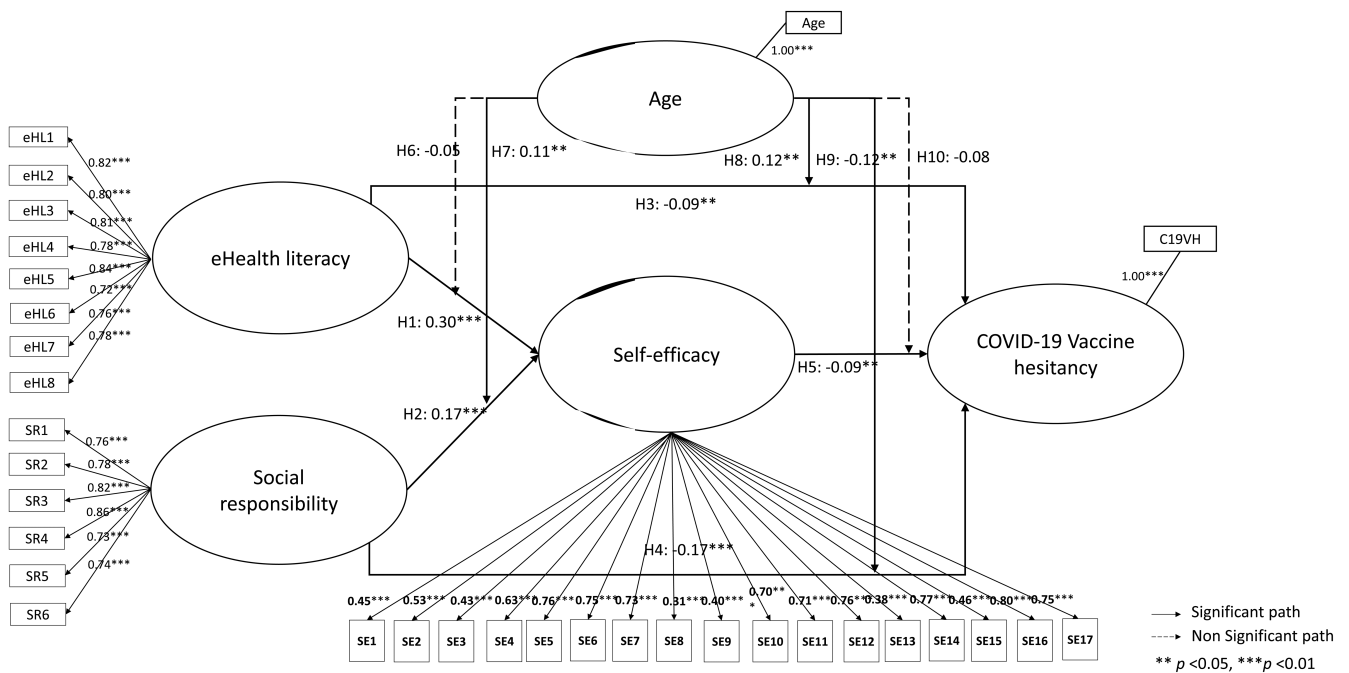 Age
1.00***
Age
H6: -0.05
H7: 0.11**
H8: 0.12**
H9: -0.12**
H10: -0.08
eHL1
eHL2
eHL3
eHL4
eHL5
eHL6
eHL7
eHL8
0.82***
0.80***
0.81***
0.78***
0.84***
0.72***
0.76***
0.78***
eHealth literacy
H3: -0.09**
C19VH
1.00***
H1: 0.30***
Self-efficacy
H5: -0.09**
COVID-19 Vaccine
hesitancy
H2: 0.17***
SR1
SR2
SR3
SR4
SR5
SR6
0.76***
0.78***
0.82***
0.86***
0.73***
0.74***
Social
responsibility
H4: -0.17***
0.45***
0.53***
0.43***
0.63***
0.76***
0.75***
0.73***
0.31***
0.40***
0.70**
*
0.71***
0.76***
0.38***
0.77***
0.46***
0.80***
0.75***
SE1
SE2
SE3
SE4
SE5
SE6
SE7
SE8
SE9
SE10
SE11
SE12
SE13
SE14
SE15
SE16
SE17
Significant path
Non Significant path
** p <0.05, ***p <0.01